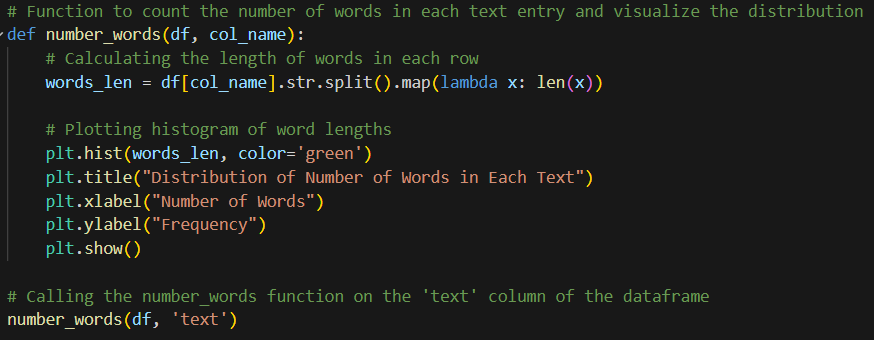 # Function to count the number of words in each text entry and visualize the distribution
def number_words(df, col_name):
    # Calculating the length of words in each row
    words_len = df[col_name].str.split().map(lambda x: len(x))

    # Plotting histogram of word lengths
    plt.hist(words_len, color='green')
    plt.title("Distribution of Number of Words in Each Text")
    plt.xlabel("Number of Words")
    plt.ylabel("Frequency")
    plt.show()

# Calling the number_words function on the 'text' column of the dataframe
number_words(df, 'text')